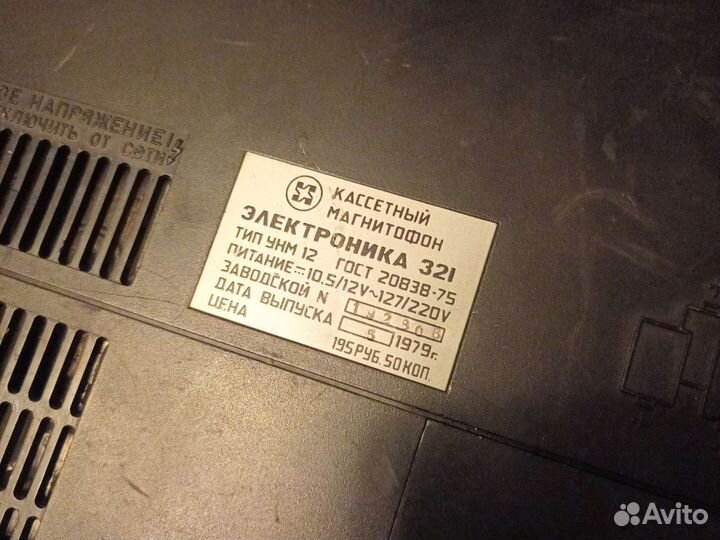 ОЕ НАПРЯЖЕНИЕ!
КЛЮЧИТЬ ОТ СЕТИ
КАССЕТНЫЙ
МАГНИТОФОН
ЭЛЕКТРОНИКА 321
ТИП УНМ 12 ГОСТ 20838-75
ПИТАНИЕ=10,5/12V~127/220V
ЗАВОДСКОЙ N
ДАТА ВЫПУСКА 5 1979г.
ЦЕНА 195РУБ. 50КОП.
Avito